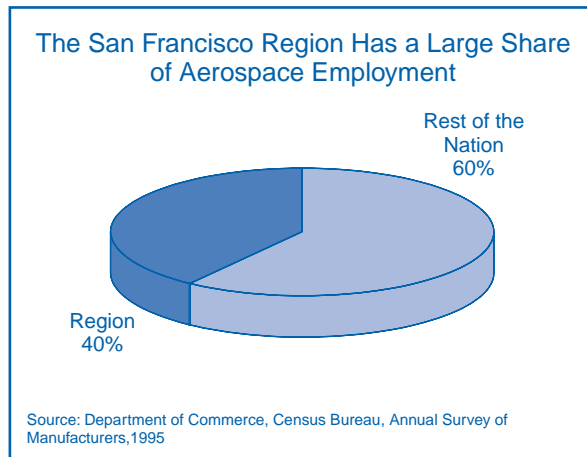 The San Francisco Region Has a Large Share
of Aerospace Employment
Rest of the
Nation
60%
Region
40%
Source: Department of Commerce, Census Bureau, Annual Survey of
Manufacturers,1995